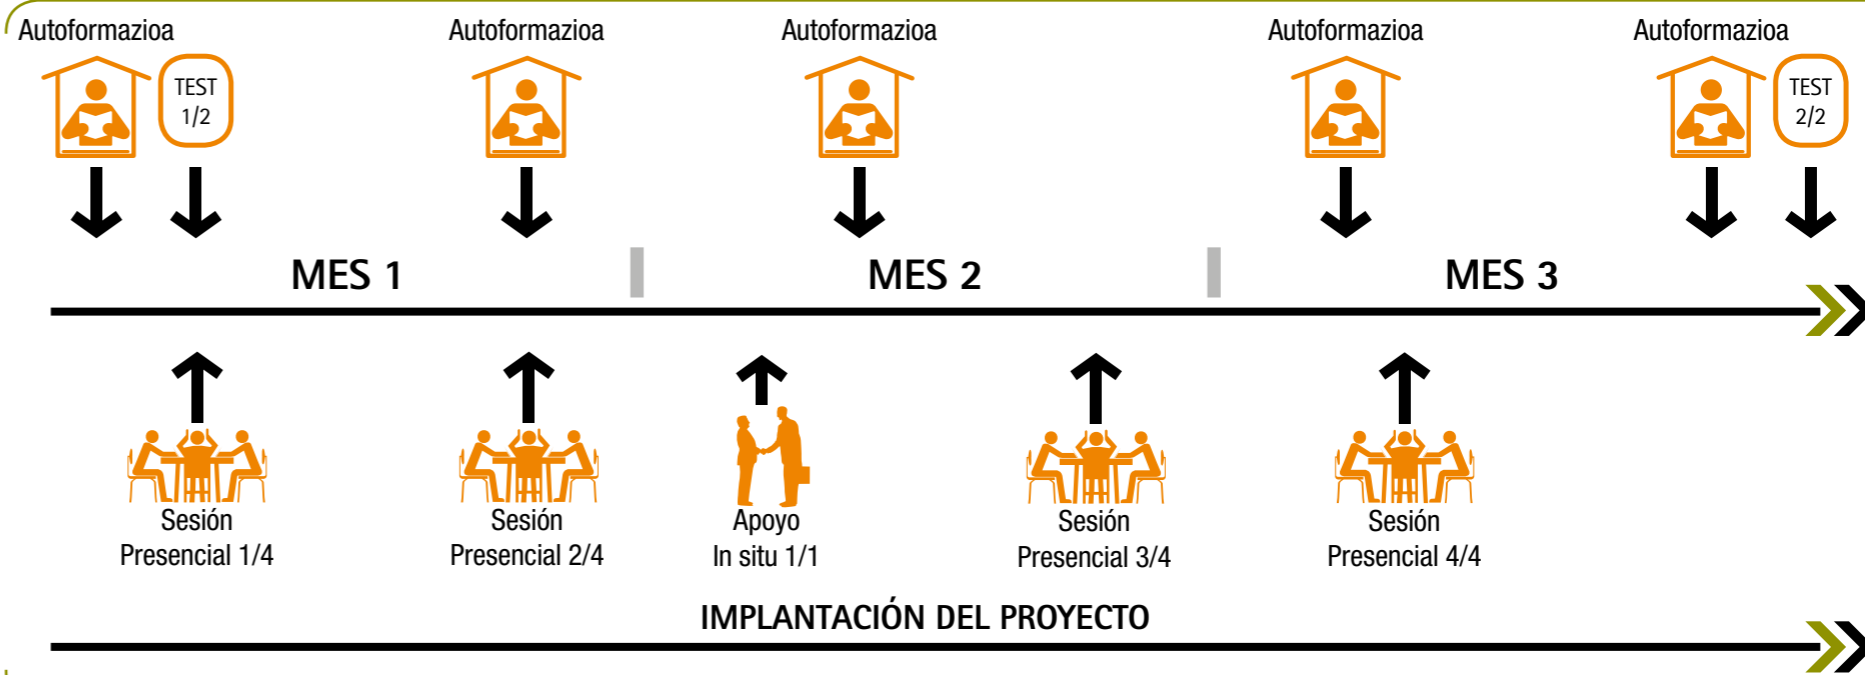 Autoformazioa
Autoformazioa
Autoformazioa
Autoformazioa
Autoformazioa
TEST
1/2
TEST
2/2
MES 1
MES 2
MES 3
Sesión
Presencial 1/4
Sesión
Presencial 2/4
Apoyo
In situ 1/1
Sesión
Presencial 3/4
Sesión
Presencial 4/4
IMPLANTACIÓN DEL PROYECTO